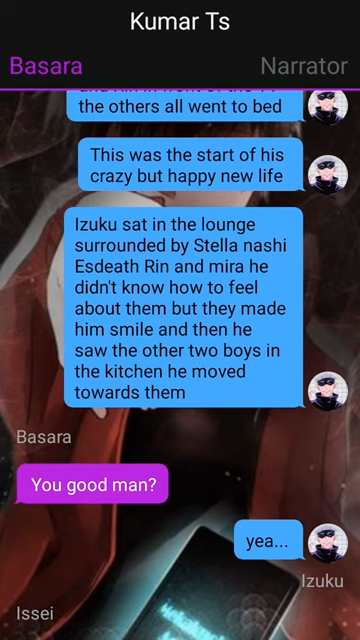 Kumar Ts
Basara
Narrator
the others all went to bed
This was the start of his
crazy but happy new life
Izuku sat in the lounge
surrounded by Stella nashi
Esdeath Rin and mira he
didn't know how to feel
about them but they made
him smile and then he
saw the other two boys in
the kitchen he moved
towards them
Basara
You good man?
yea...
Izuku
Issei